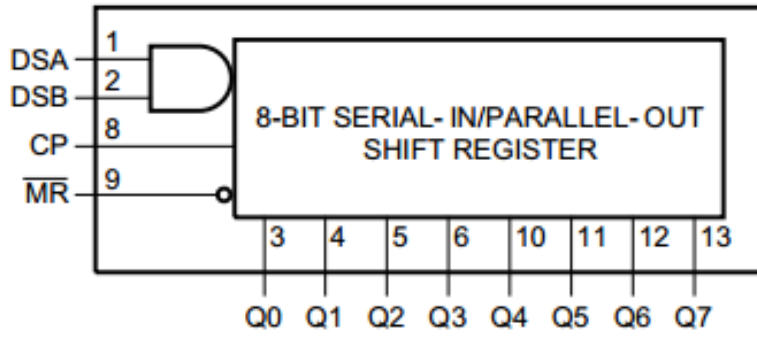 DSA 1
DSB 2
CP 8
MR 9
8-BIT SERIAL- IN/PARALLEL- OUT
SHIFT REGISTER
3 4 5 6 10 11 12 13
Q0 Q1 Q2 Q3 Q4 Q5 Q6 Q7